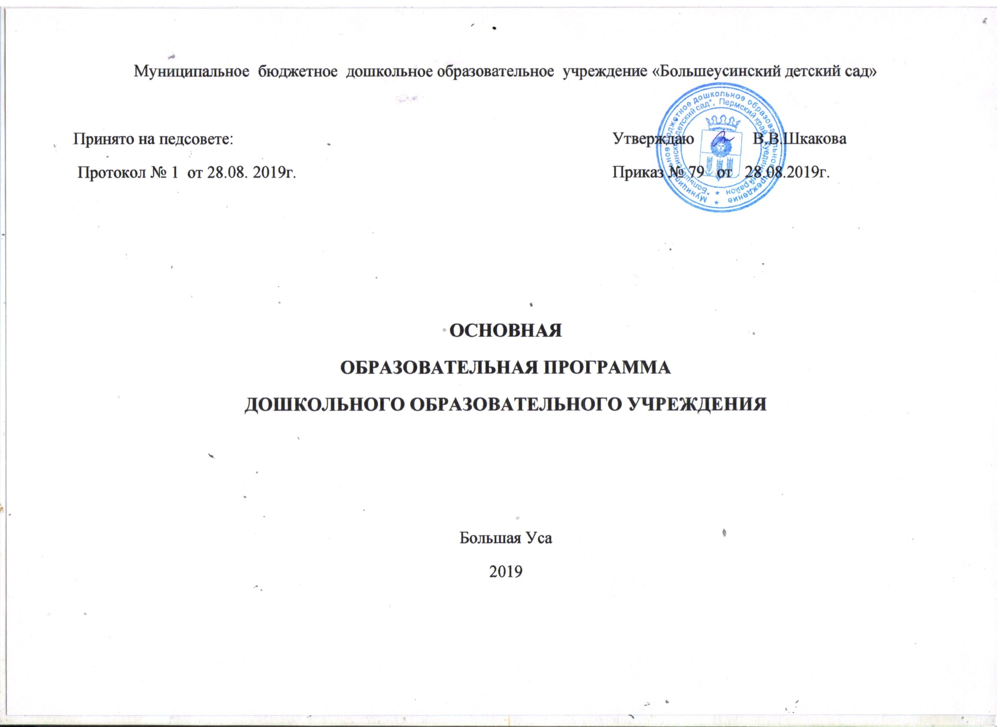 Муниципальное бюджетное дошкольное образовательное учреждение «Большеусинский детский сад»
Принято на педсовете:
Утверждаю В.В.Шкакова
Протокол № 1 от 28.08. 2019г.
Приказ № 79 от 28.08.2019г.
Муниципальное бюджетное дошкольное образовательное учреждение *
"Большеусинский детский сад", Пермский край, Куединский район *
ОСНОВНАЯ
ОБРАЗОВАТЕЛЬНАЯ ПРОГРАММА
ДОШКОЛЬНОГО ОБРАЗОВАТЕЛЬНОГО УЧРЕЖДЕНИЯ
Большая Уса
2019